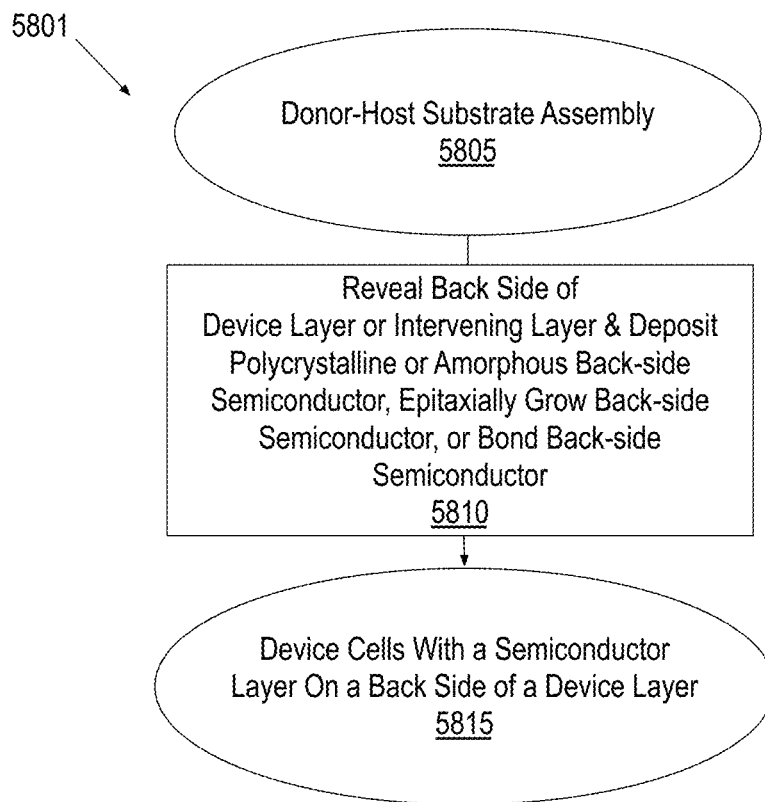 5801
Donor-Host Substrate Assembly
5805
Reveal Back Side of
Device Layer or Intervening Layer & Deposit
Polycrystalline or Amorphous Back-side
Semiconductor, Epitaxially Grow Back-side
Semiconductor, or Bond Back-side
Semiconductor
5810
Device Cells With a Semiconductor
Layer On a Back Side of a Device Layer
5815